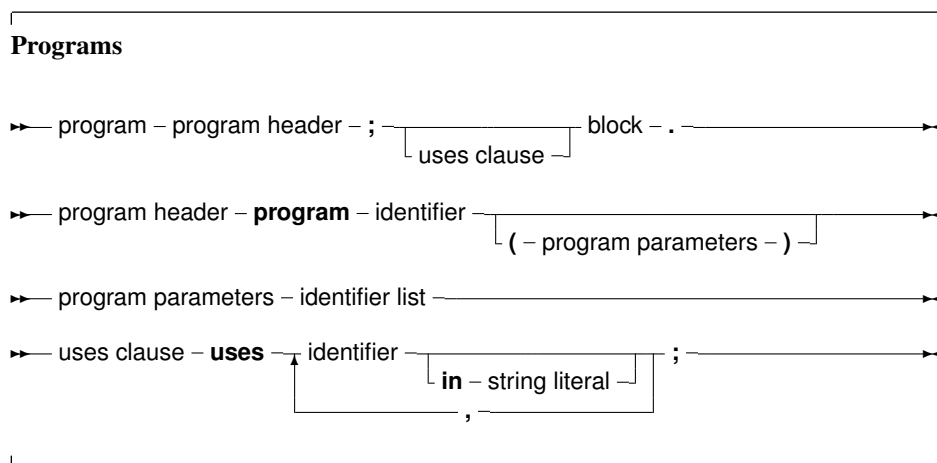 Programs
program – program header – ; block – .
uses clause
program header – program – identifier
( – program parameters – )
program parameters – identifier list
uses clause – uses identifier ;
in – string literal
,